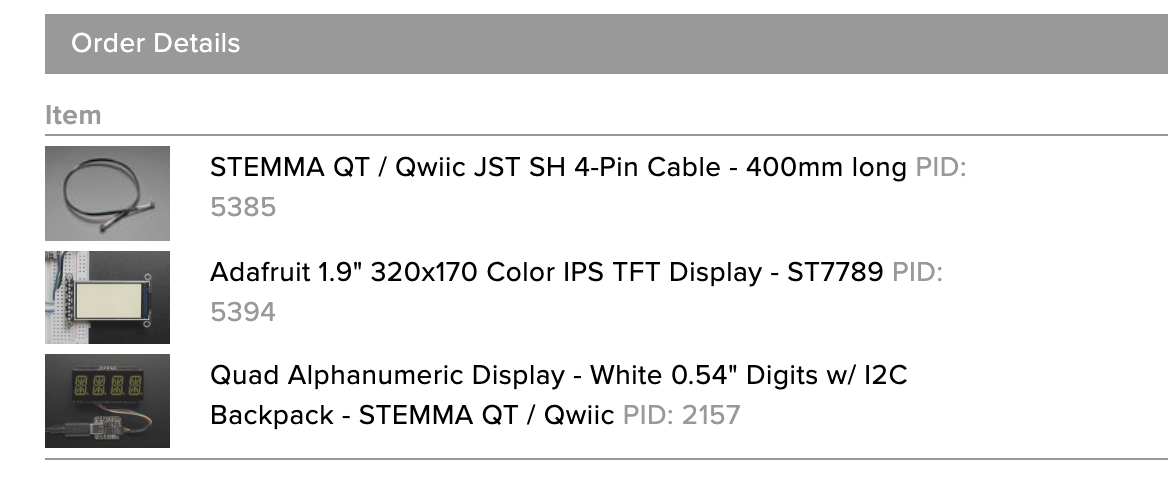 Order Details
Item
STEMMA QT / Qwiic JST SH 4-Pin Cable - 400mm long PID:
5385
Adafruit 1.9" 320x170 Color IPS TFT Display - ST7789 PID:
5394
Quad Alphanumeric Display - White 0.54" Digits w/ I2C
Backpack - STEMMA QT / Qwiic PID: 2157